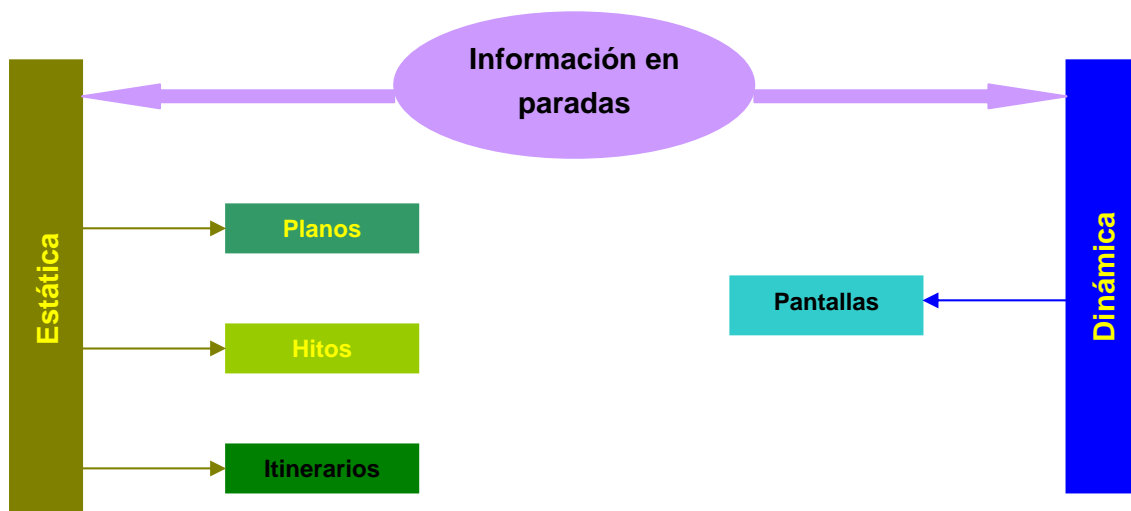 Información en
paradas
Estática
Planos
Hitos
Itinerarios
Pantallas
Dinámica